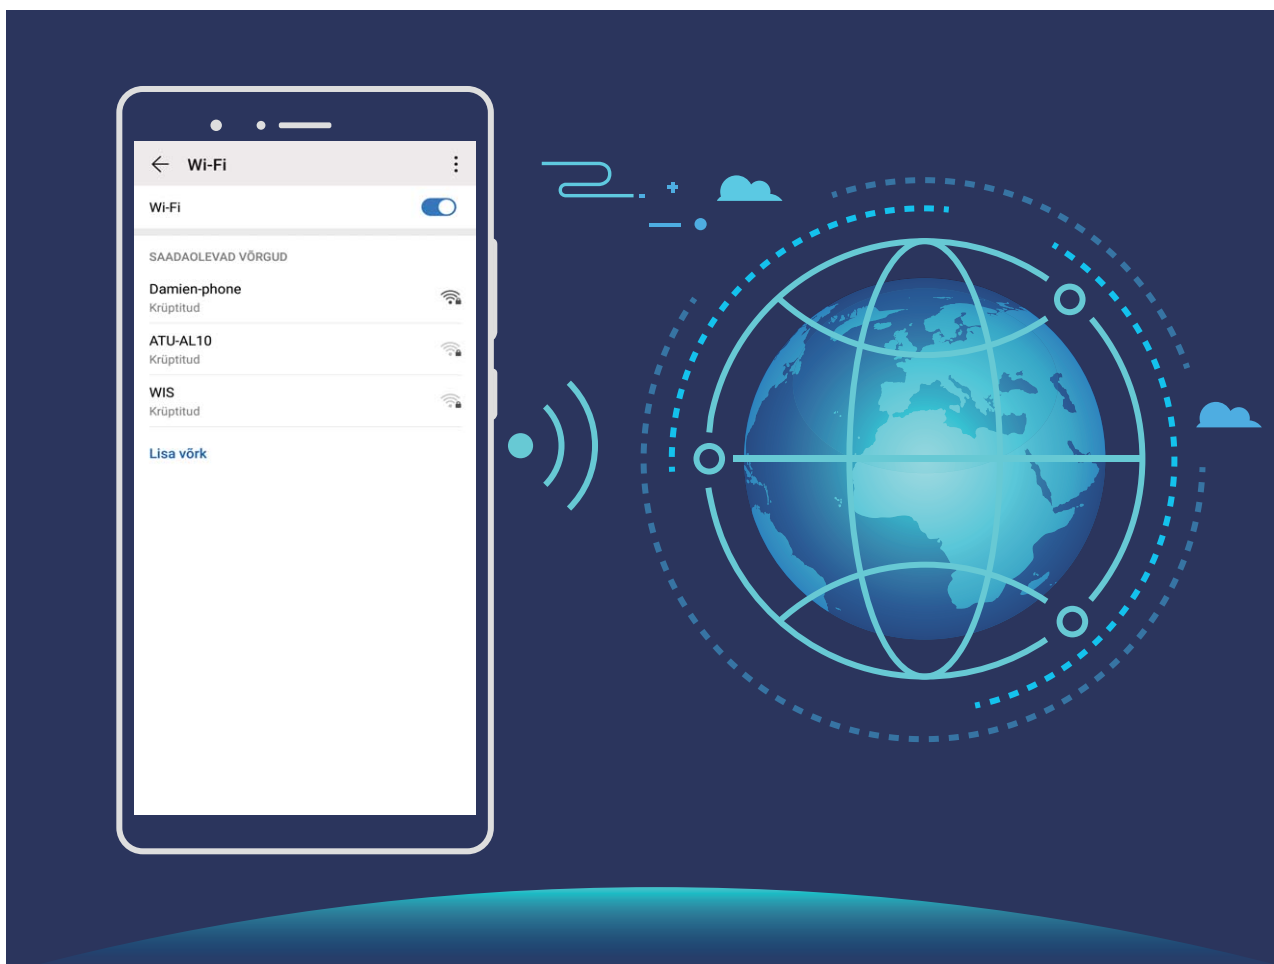 Wi-Fi
Wi-Fi
SAADAOLEVAD VÕRGUD
Damien-phone
Krüptitud
ATU-AL10
Krüptitud
WIS
Krüptitud
Lisa võrk